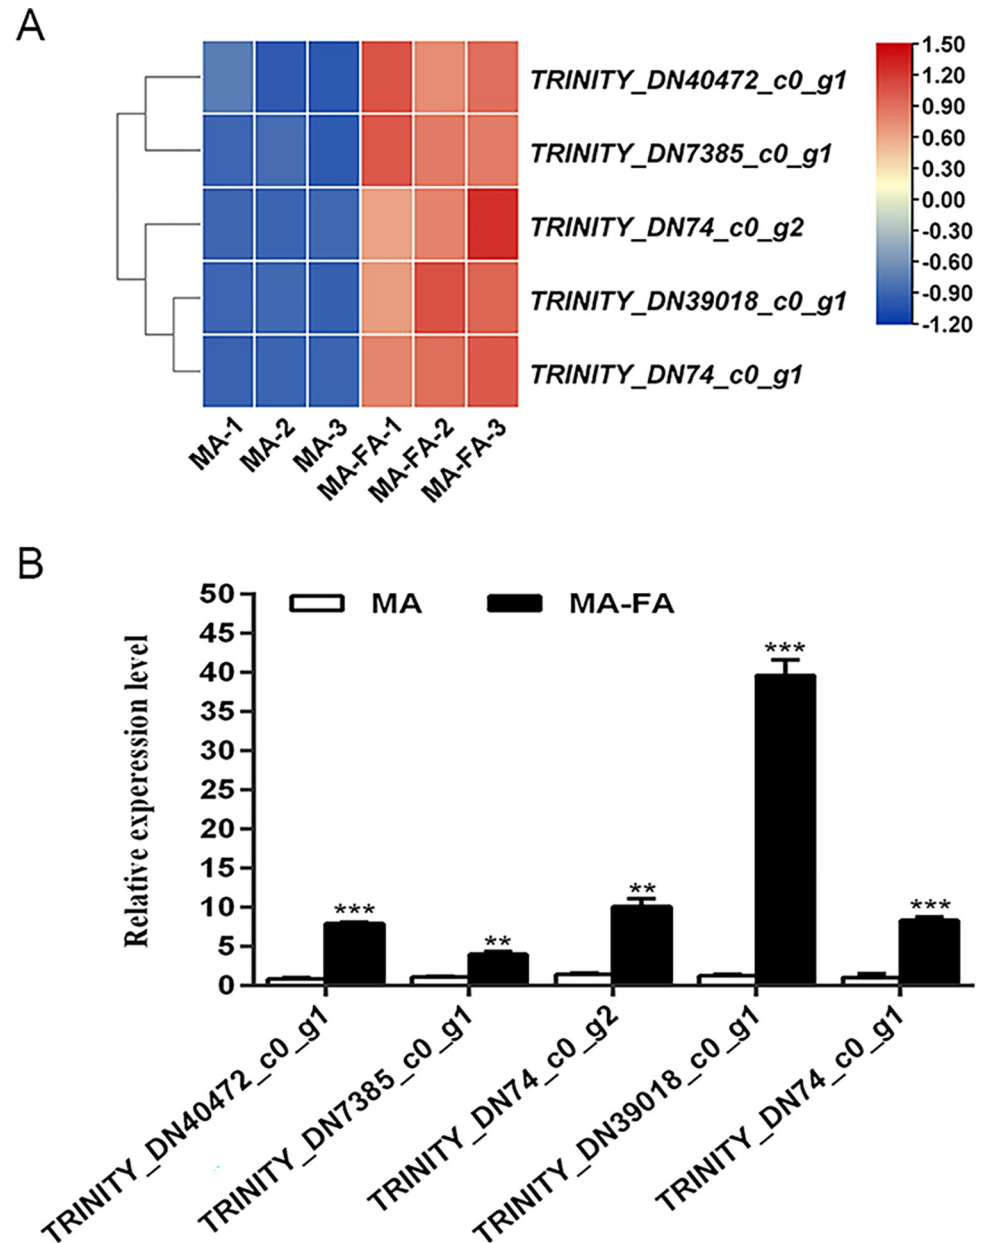 A
TRINITY_DN40472_c0_g1
TRINITY_DN7385_c0_g1
TRINITY_DN74_c0_g2
TRINITY_DN39018_c0_g1
TRINITY_DN74_c0_g1
1.50
1.20
0.90
0.60
0.30
0.00
-0.30
-0.60
-0.90
-1.20
MA-1
MA-2
MA-3
MA-FA-1
MA-FA-2
MA-FA-3
B
MA
MA-FA
Relative experession level
50
45
40
35
30
25
20
15
10
5
0
***
**
**
***
***
TRINITY_DN40472_c0_g1
TRINITY_DN7385_c0_g1
TRINITY_DN74_c0_g2
TRINITY_DN39018_c0_g1
TRINITY_DN74_c0_g1